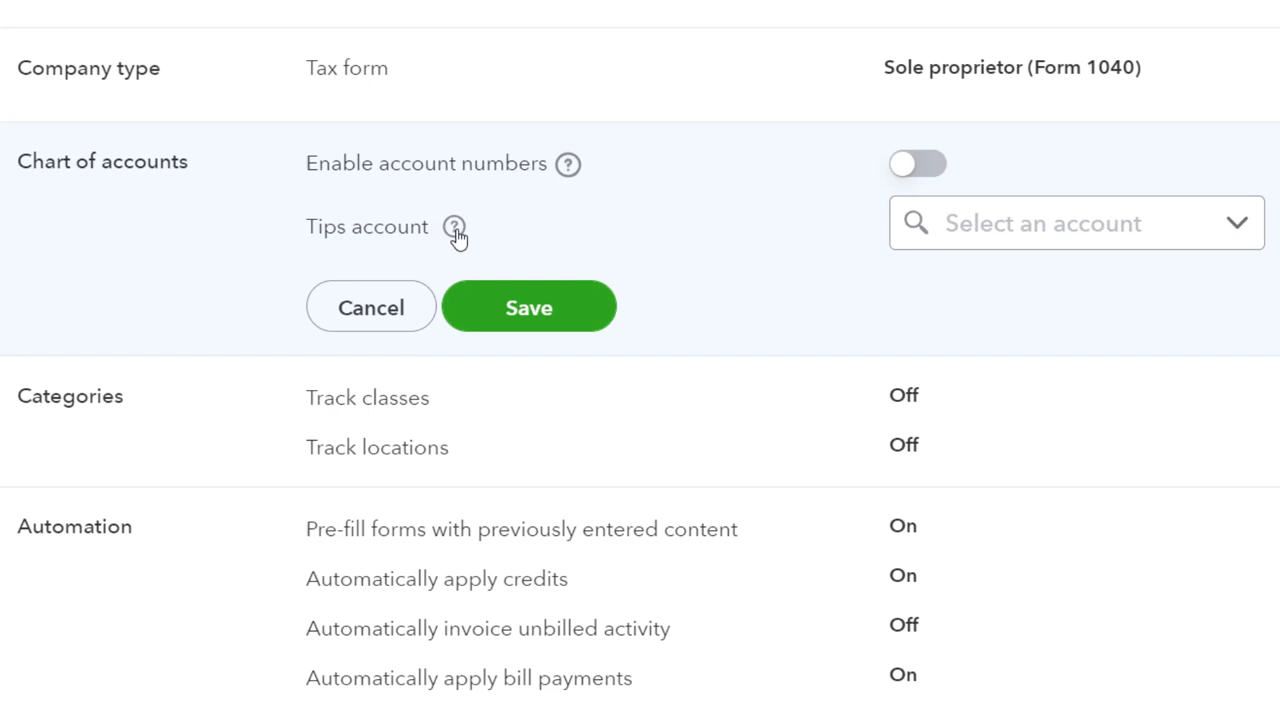 Company type Tax form Sole proprietor (Form 1040)
Chart of accounts Enable account numbers ?
Tips account ? Select an account
Cancel Save
Categories Track classes Off
Track locations Off
Automation Pre-fill forms with previously entered content On
Automatically apply credits On
Automatically invoice unbilled activity Off
Automatically apply bill payments On